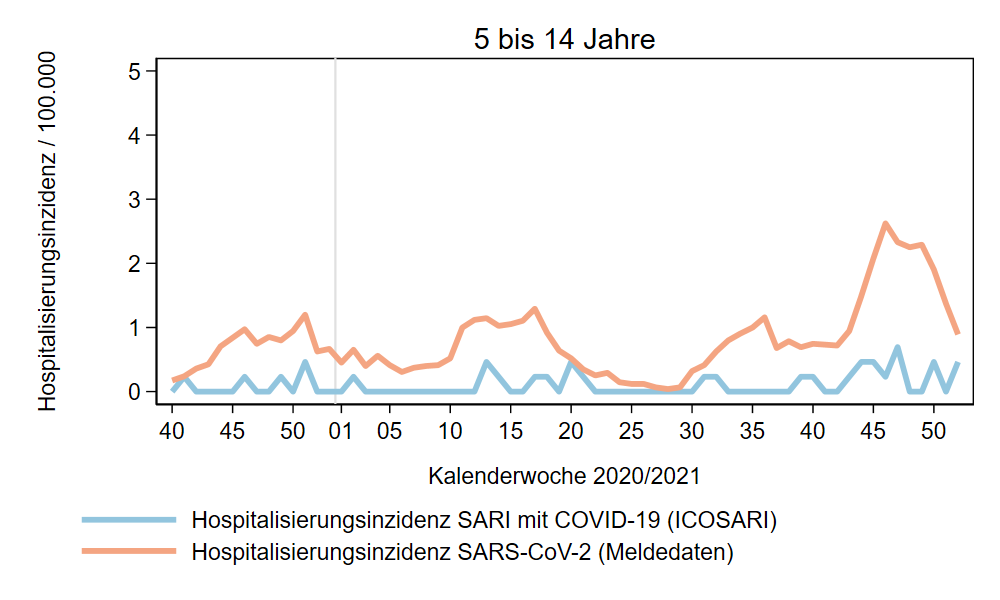 5 bis 14 Jahre
Hospitalisierungsinzidenz / 100.000
5
4
3
2
1
0
40 45 50 01 05 10 15 20 25 30 35 40 45 50
Kalenderwoche 2020/2021
Hospitalisierungsinzidenz SARI mit COVID-19 (ICOSARI)
Hospitalisierungsinzidenz SARS-CoV-2 (Meldedaten)